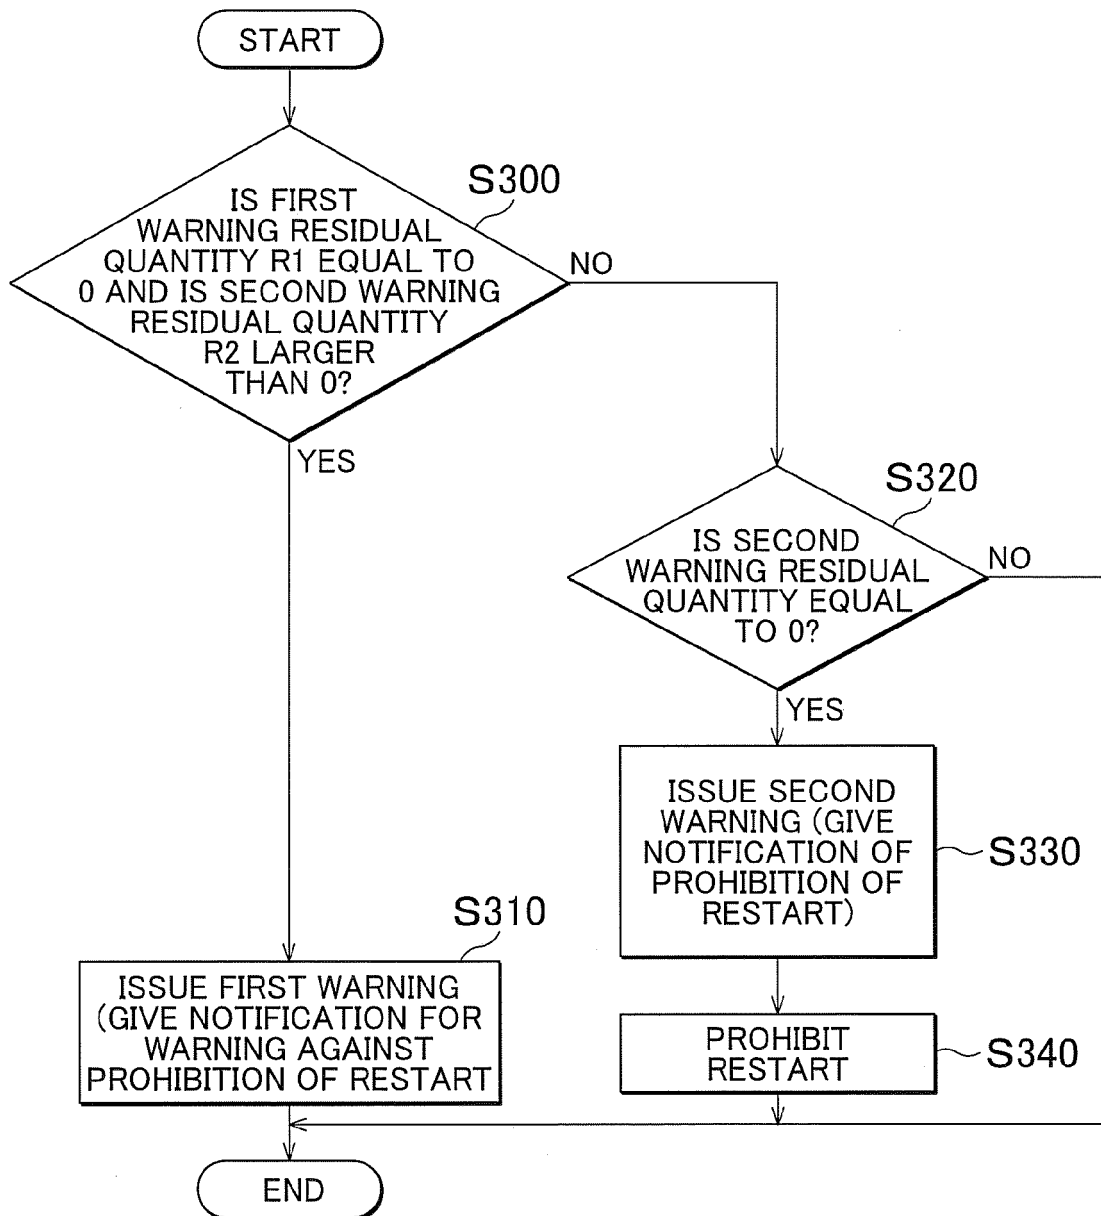 START
S300
IS FIRST
WARNING RESIDUAL
QUANTITY R1 EQUAL TO
0 AND IS SECOND WARNING
RESIDUAL QUANTITY
R2 LARGER
THAN 0?
NO
YES
S320
IS SECOND
WARNING RESIDUAL
QUANTITY EQUAL
TO 0?
NO
YES
ISSUE SECOND
WARNING (GIVE
NOTIFICATION OF
PROHIBITION OF
RESTART)
S330
S310
ISSUE FIRST WARNING
(GIVE NOTIFICATION FOR
WARNING AGAINST
PROHIBITION OF RESTART
PROHIBIT
RESTART
S340
END